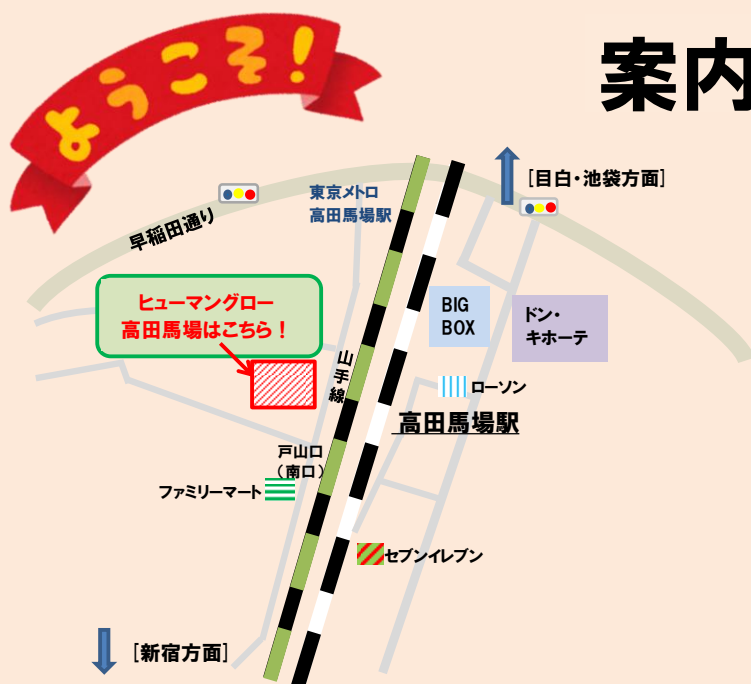 ようこそ！
案内
[目白・池袋方面]
東京メトロ
高田馬場駅
早稲田通り
ヒューマングロー
高田馬場はこちら！
BIG
BOX
ドン・
キホーテ
山手線
ローソン
高田馬場駅
戸山口
（南口）
ファミリーマート
セブンイレブン
[新宿方面]